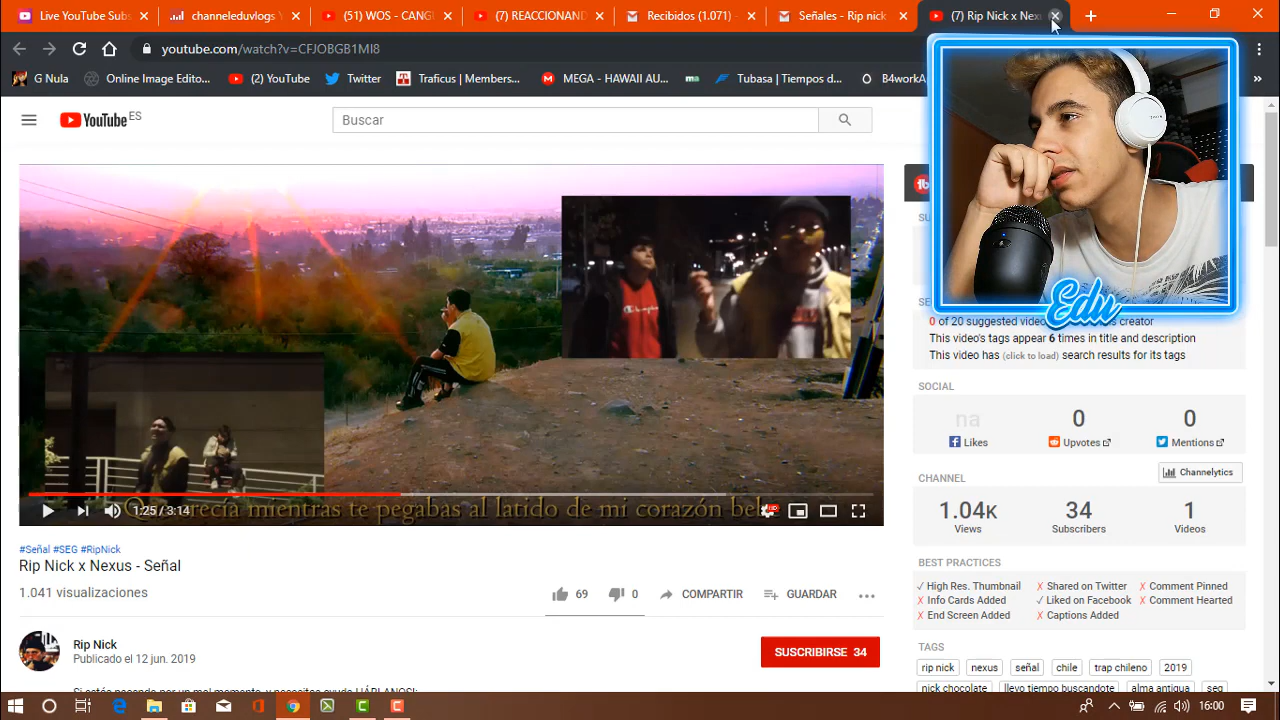 Live YouTube Subs
channeleduvlogs Y
(51) WOS - CANGU
(7) REACCIONAND
Recibidos (1.071) -
Señales - Rip nick
(7) Rip Nick x Nex
youtube.com/watch?v=CFJOBGB1MI8
G Nula
Online Image Edito...
(2) YouTube
Twitter
Traficus | Members...
MEGA - HAWAII AU...
Tubasa | Tiempos d...
B4workA
»
YouTube ES
Buscar
Edu
0 of 20 suggested
creator
This video's tags appear 6 times in title and description
This video has (click to load) search results for its tags
SOCIAL
na
0
0
Likes
Upvotes
Mentions
CHANNEL
Channelytics
1.04K
34
1
Views
Subscribers
Videos
BEST PRACTICES
✓ High Res. Thumbnail
✗ Shared on Twitter
✗ Comment Pinned
✗ Info Cards Added
✓ Liked on Facebook
✗ Comment Hearted
✗ End Screen Added
✗ Captions Added
TAGS
rip nick
nexus
señal
chile
trap chileno
2019
nick chocolate
llevo tiempo buscandote
alma antigua
seg
Champion
mientras te pegabas al latido de mi corazón
1:25 / 3:14
HD
#Señal #SEG #RipNick
Rip Nick x Nexus - Señal
1.041 visualizaciones
69
0
COMPARTIR
GUARDAR
Rip Nick
Publicado el 12 jun. 2019
SUSCRIBIRSE 34
16:00